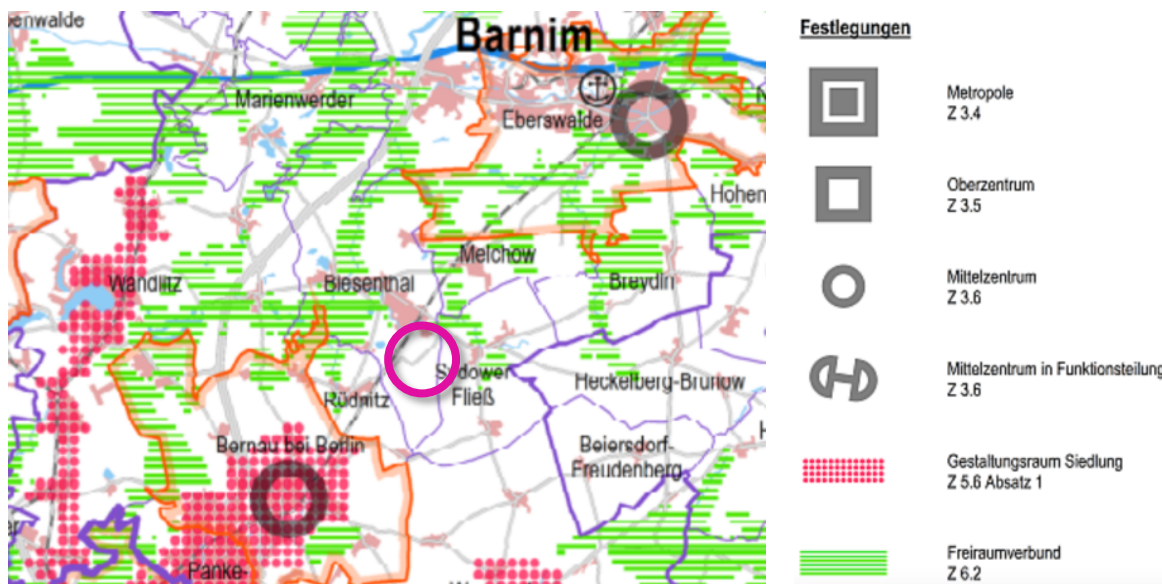 enwalde
Barnim
Marienwerder
Eberswalde
Hohen
Melchow
Wandlitz
Biesenthal
Breydin
Sydower
Fließ
Heckelberg-Brunow
Rüdnitz
Bernau bei Berlin
Beiersdorf-
Freudenberg
Panke-
Festlegungen
Metropole
Z 3.4
Oberzentrum
Z 3.5
Mittelzentrum
Z 3.6
Mittelzentrum in Funktionsteilung
Z 3.6
Gestaltungsraum Siedlung
Z 5.6 Absatz 1
Freiraumverbund
Z 6.2